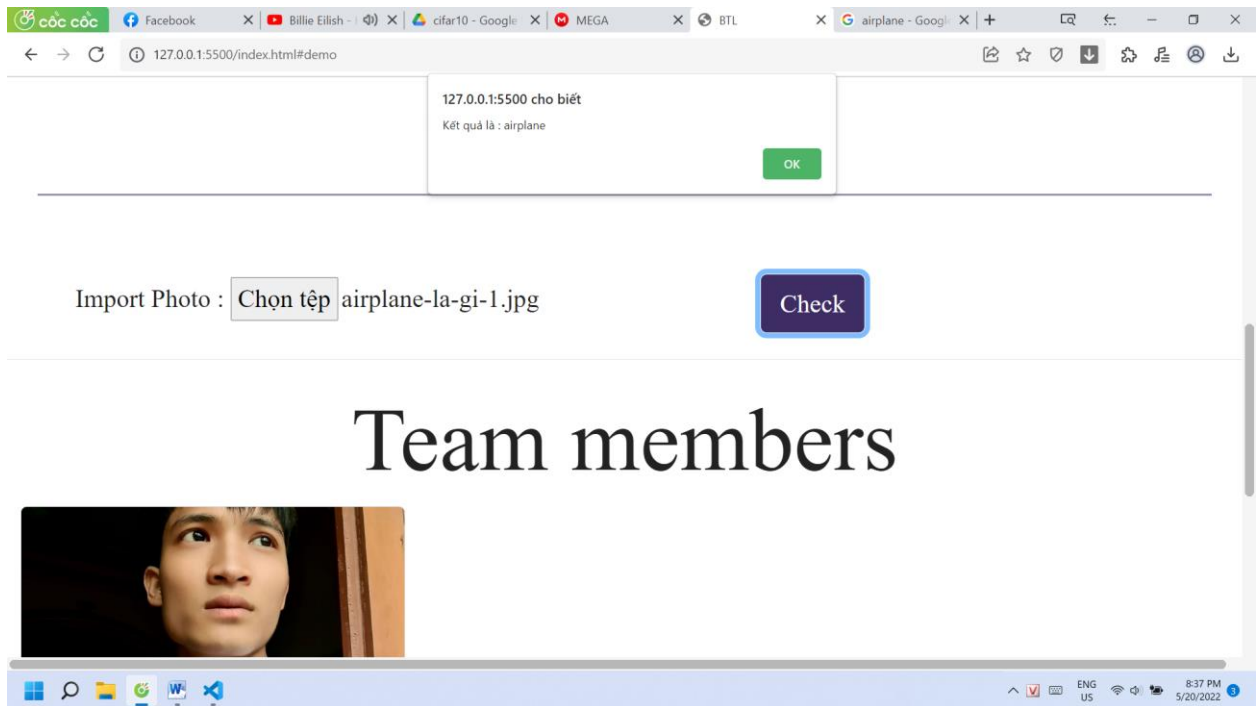 cốc cốc
Facebook
Billie Eilish -
cifar10 - Google
MEGA
BTL
airplane - Googl
127.0.0.1:5500/index.html#demo
127.0.0.1:5500 cho biết
Kết quả là : airplane
OK
Import Photo : Chọn tệp airplane-la-gi-1.jpg
Check
Team members
ENG
US
8:37 PM
5/20/2022
3